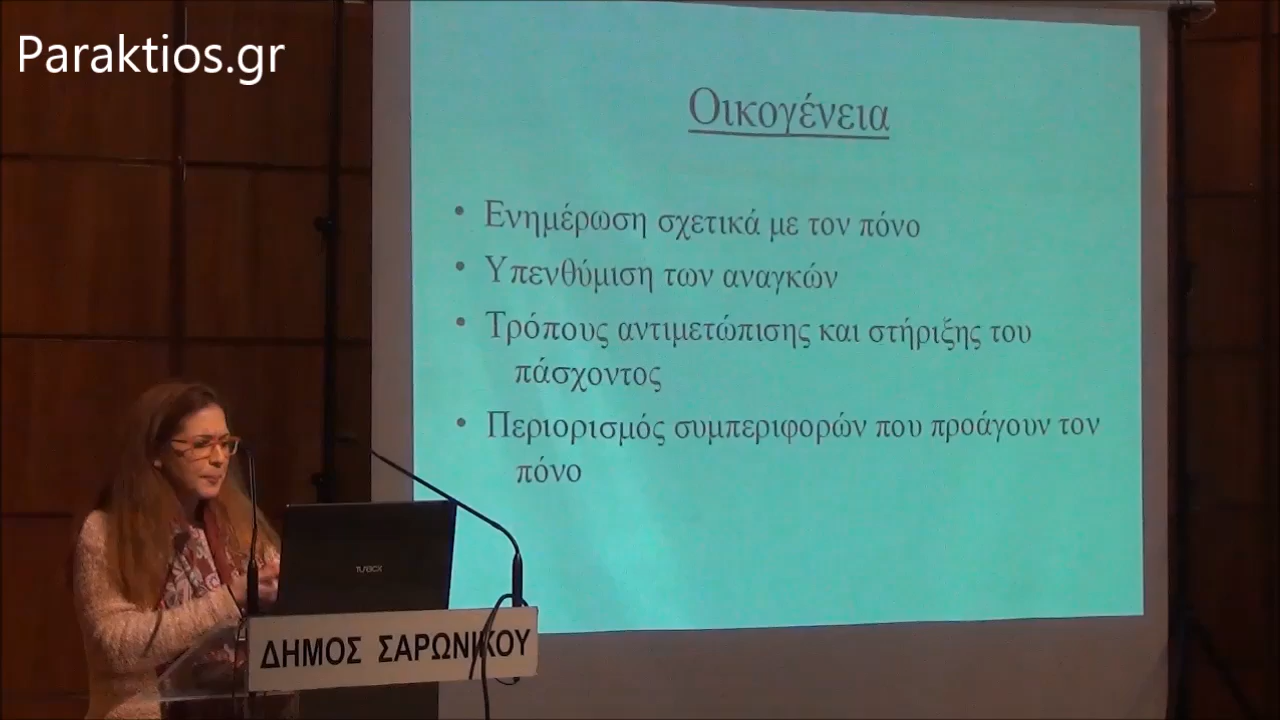 Paraktios.gr
Οικογένεια
• Ενημέρωση σχετικά με τον πόνο
• Υπενθύμιση των αναγκών
• Τρόπους αντιμετώπισης και στήριξης του
πάσχοντος
• Περιορισμός συμπεριφορών που προάγουν τον
πόνο
ΔΗΜΟΣ ΣΑΡΩΝΙΚΟΥ